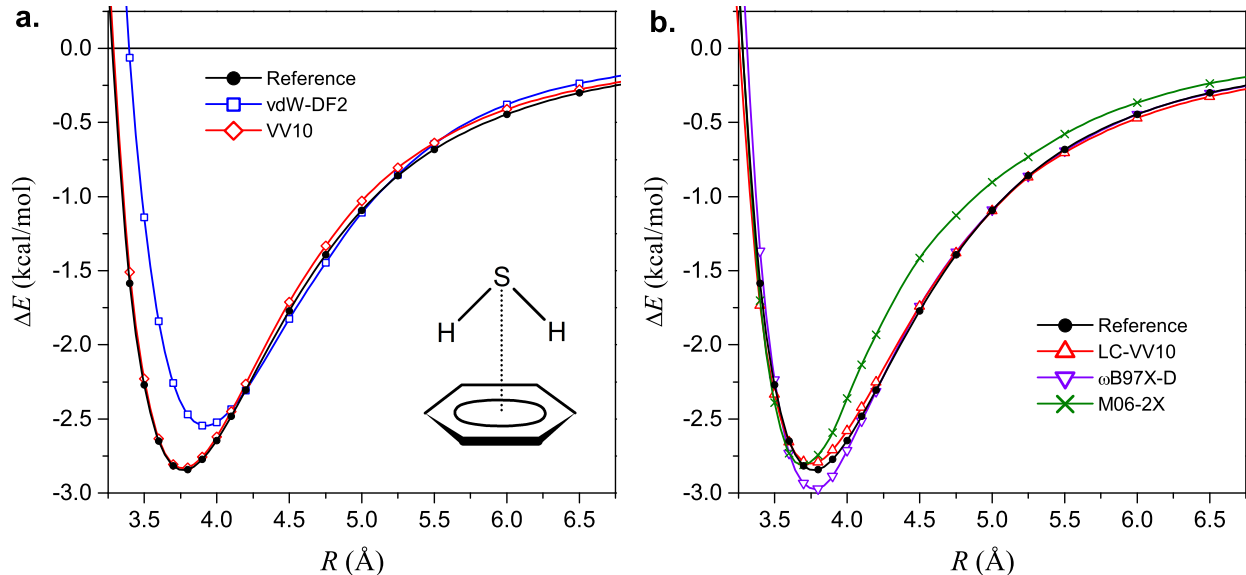 a.
0.0
-0.5
-1.0
-1.5
-2.0
-2.5
-3.0
ΔE (kcal/mol)
Reference
vdW-DF2
VV10
S
H H
3.5 4.0 4.5 5.0 5.5 6.0 6.5
R (Å)
b.
0.0
-0.5
-1.0
-1.5
-2.0
-2.5
-3.0
ΔE (kcal/mol)
Reference
LC-VV10
ωB97X-D
M06-2X
3.5 4.0 4.5 5.0 5.5 6.0 6.5
R (Å)